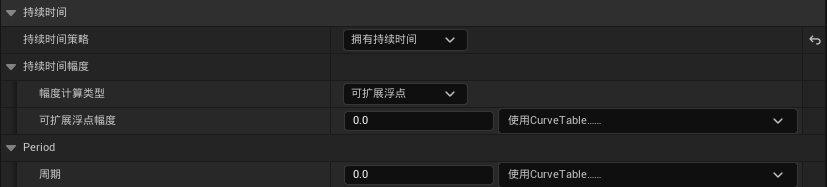 持续时间
持续时间策略 拥有持续时间
持续时间幅度
幅度计算类型 可扩展浮点
可扩展浮点幅度 0.0 使用CurveTable......
Period
周期 0.0 使用CurveTable......